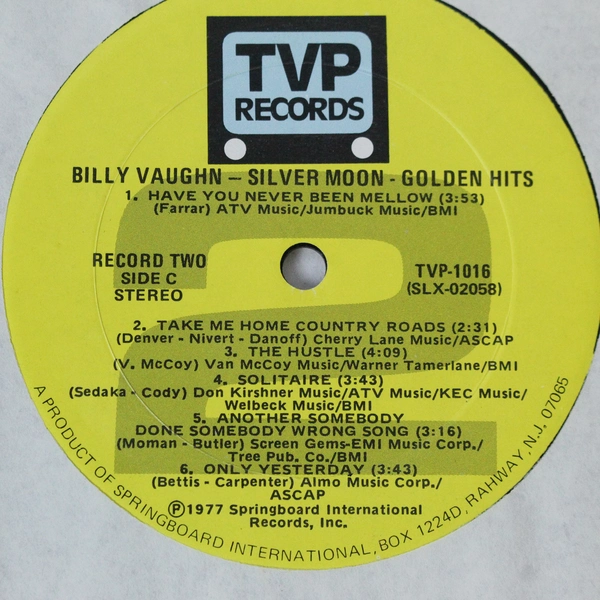 TVP
RECORDS
BILLY VAUGHN – SILVER MOON - GOLDEN HITS
1. HAVE YOU NEVER BEEN MELLOW (3:53)
(Farrar) ATV Music/Jumbuck Music/BMI
RECORD TWO
SIDE C
STEREO
TVP-1016
(SLX-02058)
2
2. TAKE ME HOME COUNTRY ROADS (2:31)
(Denver - Nivert - Danoff) Cherry Lane Music/ASCAP
3. THE HUSTLE (4:09)
(V. McCoy) Van McCoy Music/Warner Tamerlane/BMI
4. SOLITAIRE (3:43)
(Sedaka - Cody) Don Kirshner Music/ATV Music/KEC Music/
Welbeck Music/BMI
5. ANOTHER SOMEBODY
DONE SOMEBODY WRONG SONG (3:16)
(Moman - Butler) Screen Gems-EMI Music Corp./
Tree Pub. Co./BMI
6. ONLY YESTERDAY (3:43)
(Bettis - Carpenter) Almo Music Corp./
ASCAP
℗1977 Springboard International
Records, Inc.
A PRODUCT OF SPRINGBOARD INTERNATIONAL, BOX 1224D, RAHWAY, N.J. 07065